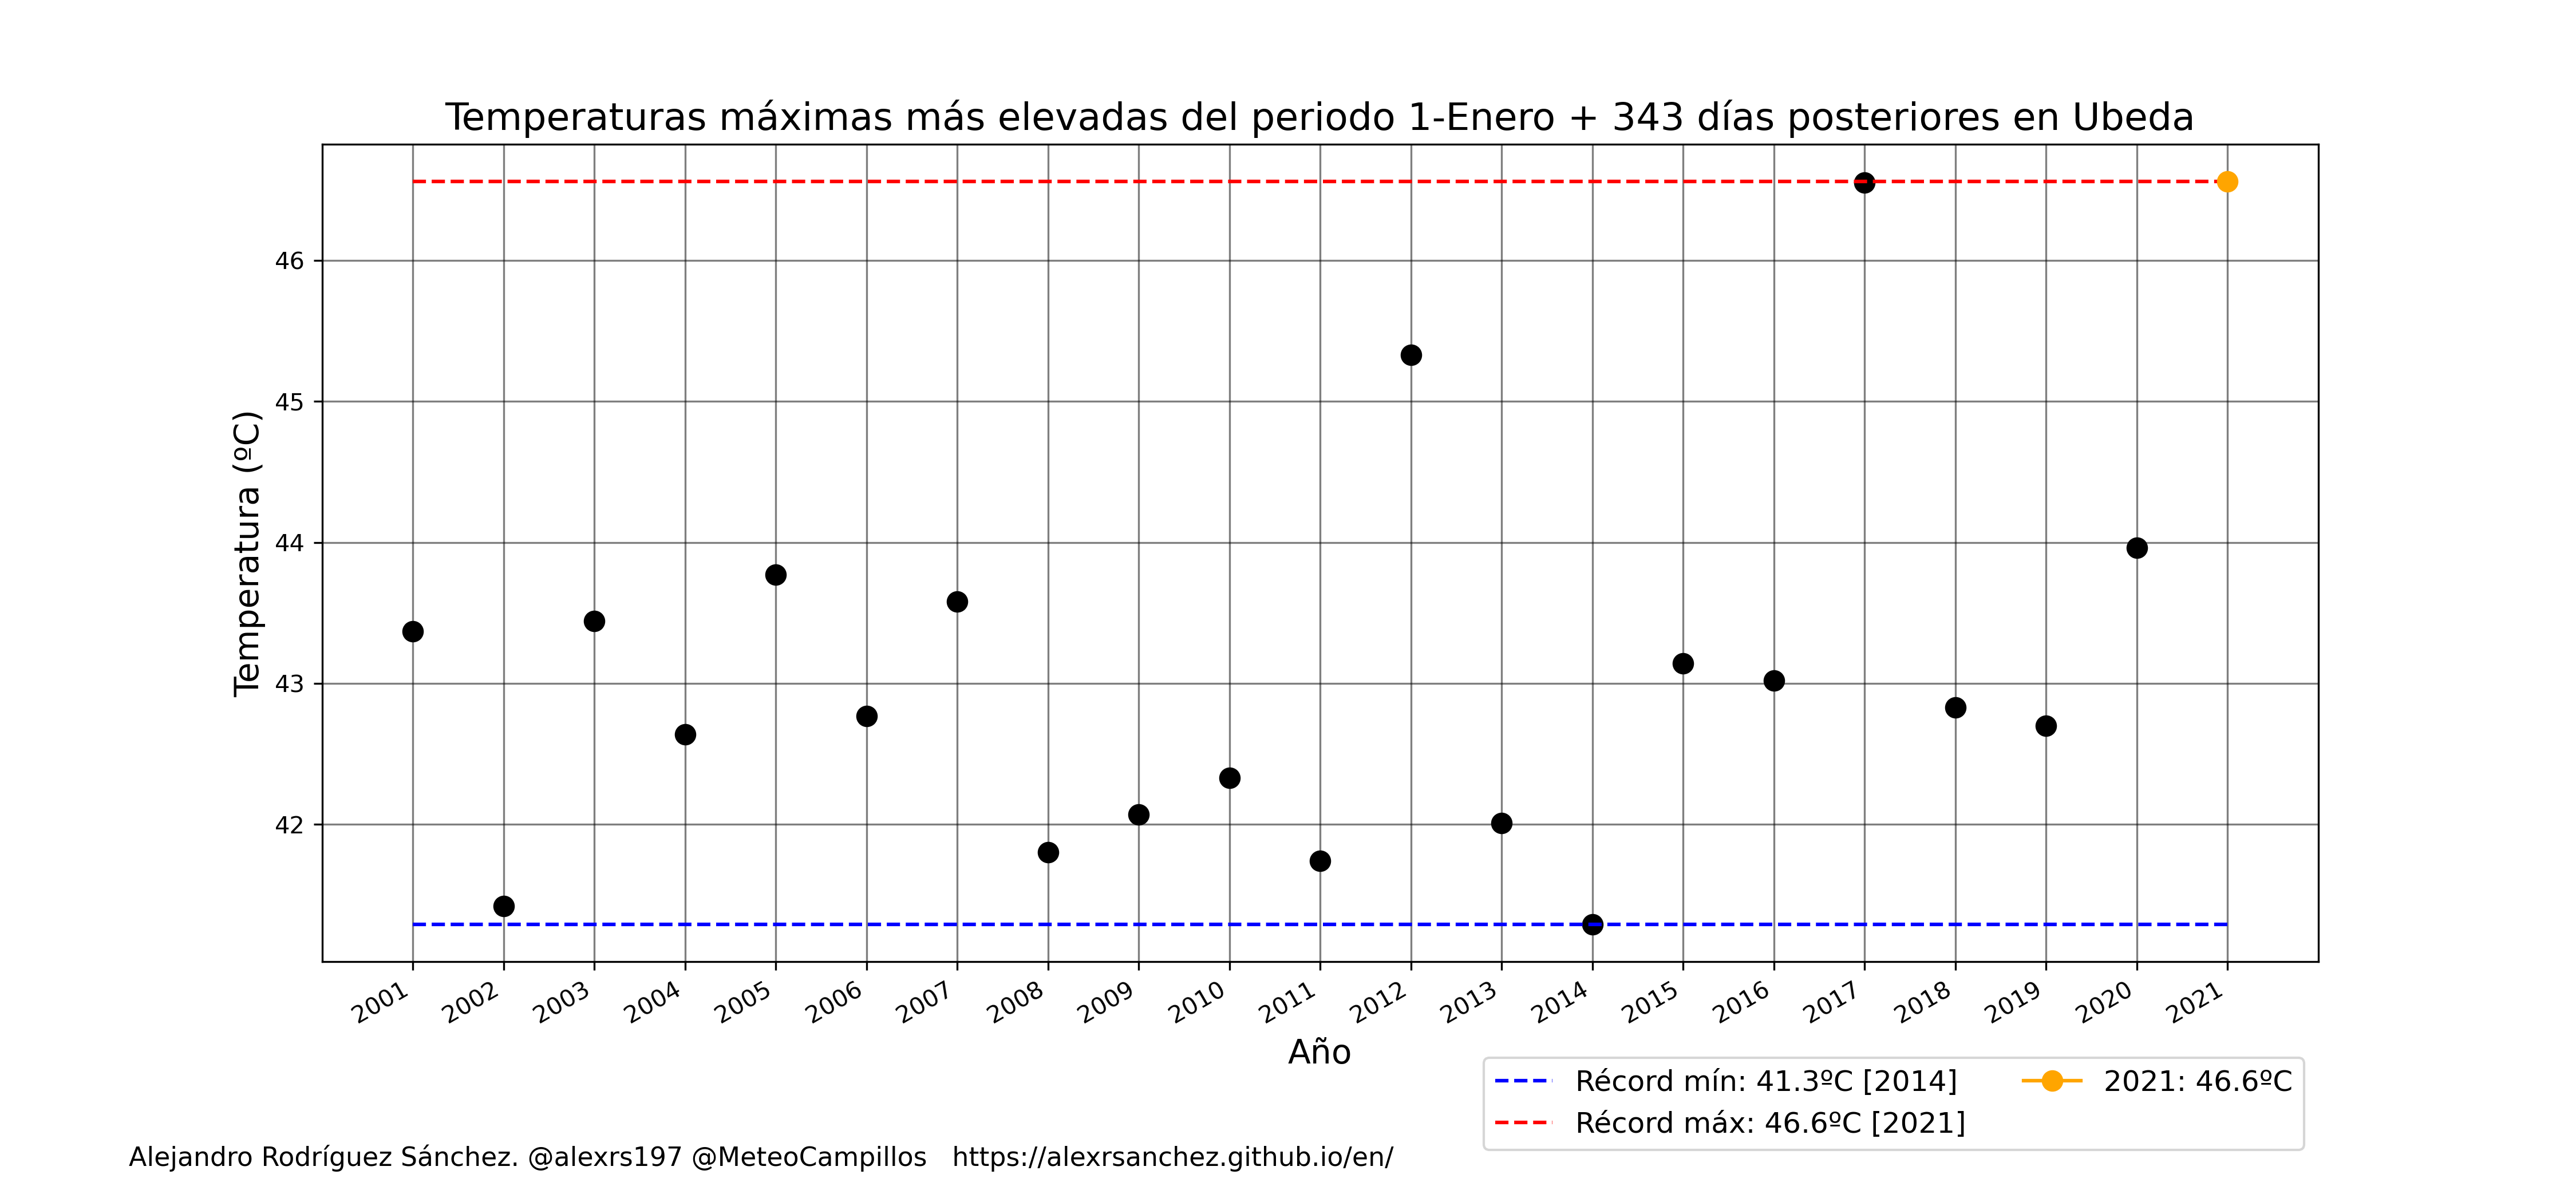 Temperaturas máximas más elevadas del periodo 1-Enero + 343 días posteriores en Ubeda
Temperatura (ºC)
46
45
44
43
42
2001 2002 2003 2004 2005 2006 2007 2008 2009 2010 2011 2012 2013 2014 2015 2016 2017 2018 2019 2020 2021
Año
Récord mín: 41.3ºC [2014]
Récord máx: 46.6ºC [2021]
2021: 46.6ºC
Alejandro Rodríguez Sánchez. @alexrs197 @MeteoCampillos https://alexrsanchez.github.io/en/